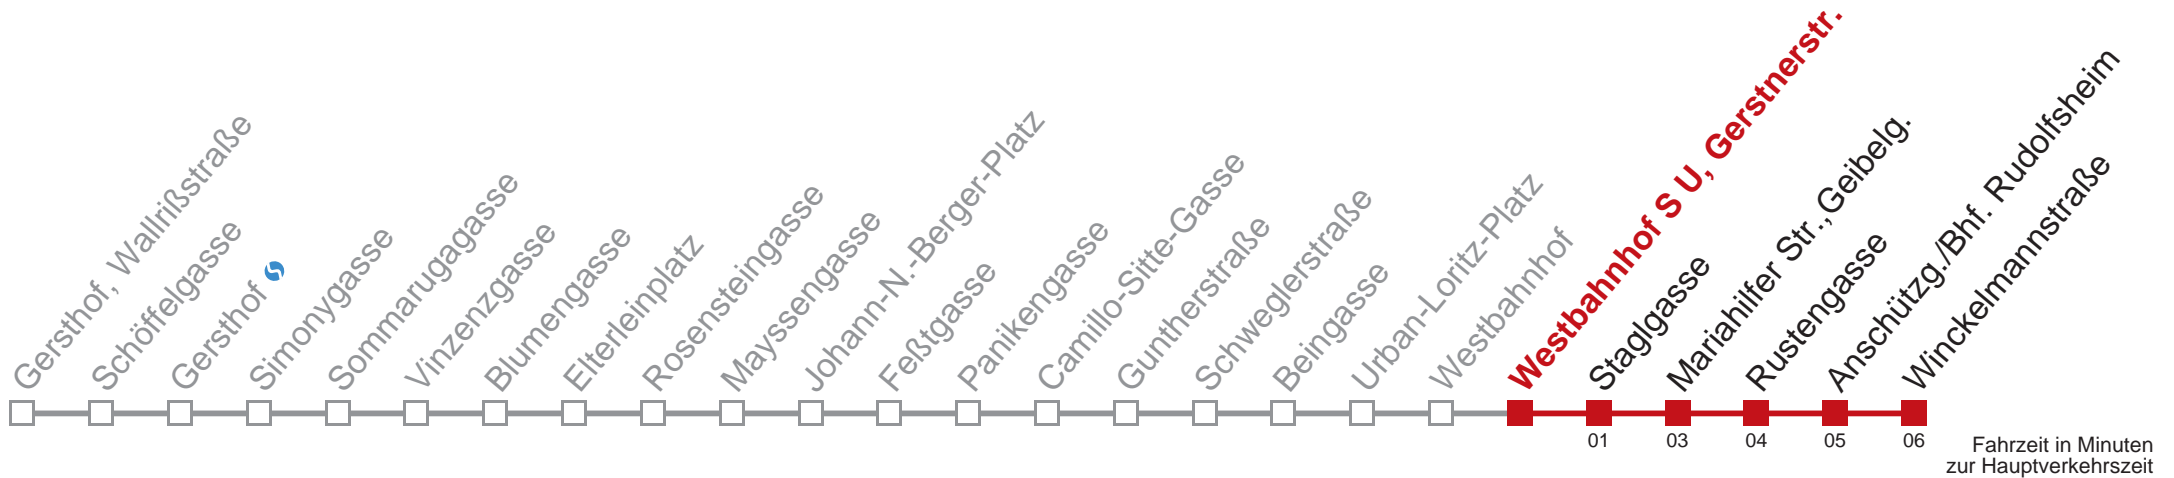 Gersthof, Wallrißstraße
Schöffelgasse
Gersthof
Simonygasse
Sommarugagasse
Vinzenzgasse
Blumengasse
Elterleinplatz
Rosensteingasse
Mayssengasse
Johann-N.-Berger-Platz
Feßtgasse
Panikengasse
Camillo-Sitte-Gasse
Guntherstraße
Schweglerstraße
Beingasse
Urban-Loritz-Platz
Westbahnhof
Westbahnhof S U, Gerstnerstr.
Staglgasse
Mariahilfer Str.,Geibelg.
Rustengasse
Anschützg./Bhf. Rudolfsheim
Winckelmannstraße
01 03 04 05 06
Fahrzeit in Minuten
zur Hauptverkehrszeit